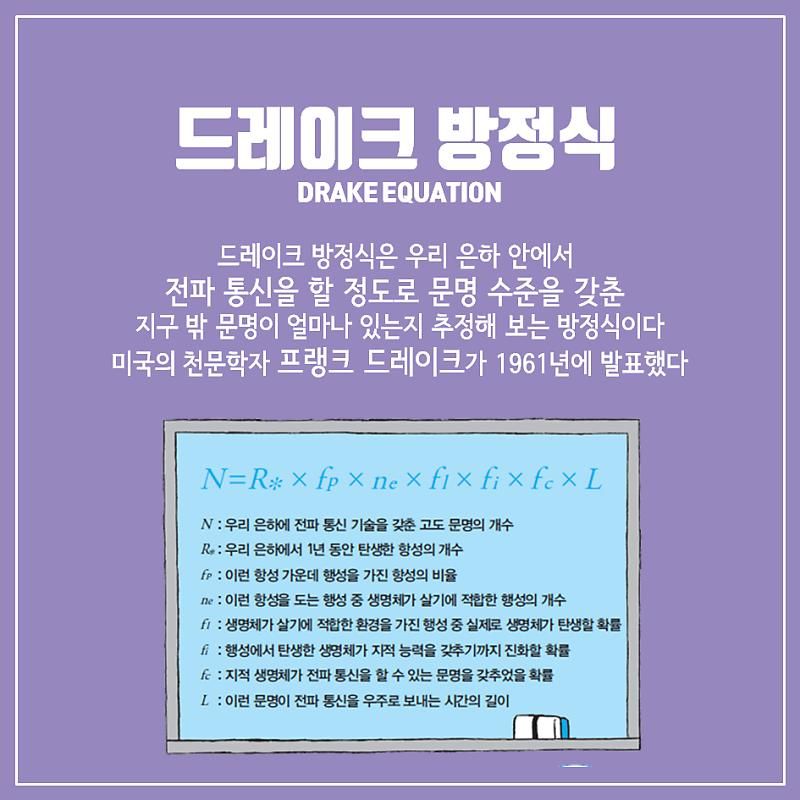 드레이크 방정식
DRAKE EQUATION
드레이크 방정식은 우리 은하 안에서
전파 통신을 할 정도로 문명 수준을 갖춘
지구 밖 문명이 얼마나 있는지 추정해 보는 방정식이다
미국의 천문학자 프랭크 드레이크가 1961년에 발표했다
N=R* × fp × ne × fl × fi × fc × L
N : 우리 은하에 전파 통신 기술을 갖춘 고도 문명의 개수
R* : 우리 은하에서 1년 동안 탄생한 항성의 개수
fp : 이런 항성 가운데 행성을 가진 항성의 비율
ne : 이런 항성을 도는 행성 중 생명체가 살기에 적합한 행성의 개수
fl : 생명체가 살기에 적합한 환경을 가진 행성 중 실제로 생명체가 탄생할 확률
fi : 행성에서 탄생한 생명체가 지적 능력을 갖추기까지 진화할 확률
fc : 지적 생명체가 전파 통신을 할 수 있는 문명을 갖추었을 확률
L : 이런 문명이 전파 통신을 우주로 보내는 시간의 길이